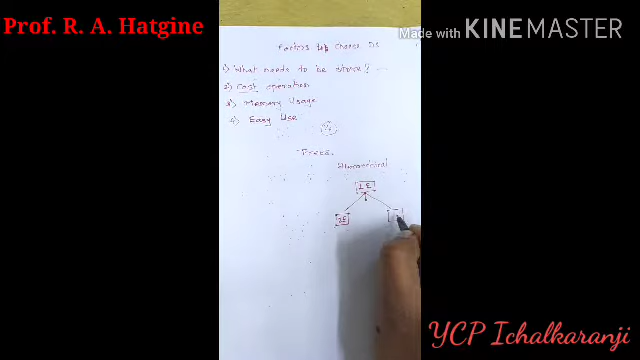 Prof. R. A. Hatgine
Made with KINEMASTER
Factors to choose DS
1) What needs to be store?
2) Cost operation
3) Memory Usage
4) Easy Use
Trees.
Hierarchical
YCP Ichalkaranji